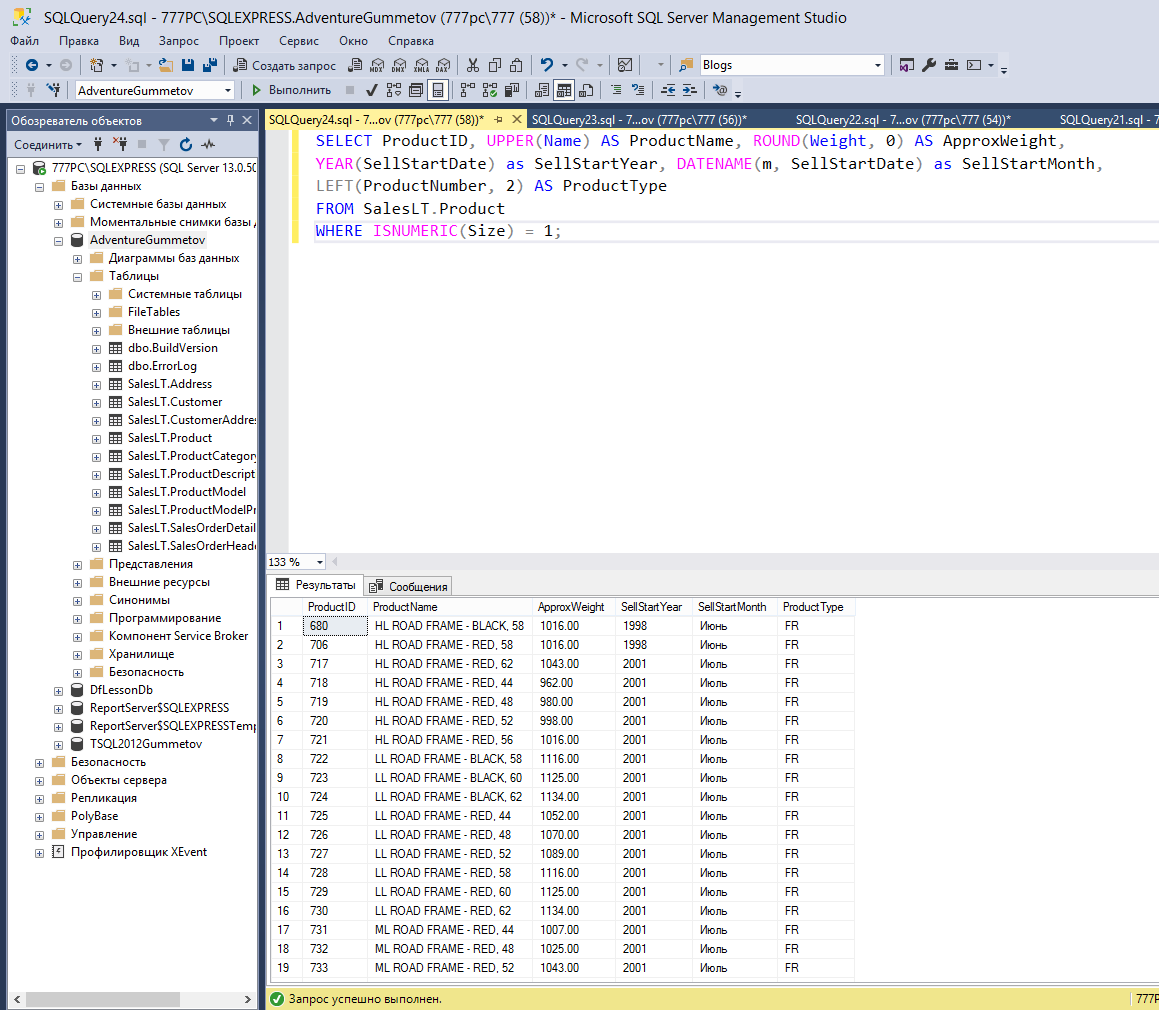 SQLQuery24.sql - 777PC\SQLEXPRESS.AdventureGummetov (777pc\777 (58))* - Microsoft SQL Server Management Studio
Файл Правка Вид Запрос Проект Сервис Окно Справка
Создать запрос MDX DMX XMLA DAX Blogs
AdventureGummetov Выполнить
Обозреватель объектов
SQLQuery24.sql - 7...ov (777pc\777 (58))* SQLQuery23.sql - 7...ov (777pc\777 (56))* SQLQuery22.sql - 7...ov (777pc\777 (54))* SQLQuery21.sql - 7
Соединить
777PC\SQLEXPRESS (SQL Server 13.0.50
Базы данных
Системные базы данных
Моментальные снимки базы
AdventureGummetov
Диаграммы баз данных
Таблицы
Системные таблицы
FileTables
Внешние таблицы
dbo.BuildVersion
dbo.ErrorLog
SalesLT.Address
SalesLT.Customer
SalesLT.CustomerAddre
SalesLT.Product
SalesLT.ProductCategory
SalesLT.ProductDescript
SalesLT.ProductModel
SalesLT.ProductModelPr
SalesLT.SalesOrderDetail
SalesLT.SalesOrderHeade
Представления
Внешние ресурсы
Синонимы
Программирование
Компонент Service Broker
Хранилище
Безопасность
DfLessonDb
ReportServer$SQLEXPRESS
ReportServer$SQLEXPRESSTemp
TSQL2012Gummetov
Безопасность
Объекты сервера
Репликация
PolyBase
Управление
Профилировщик XEvent
SELECT ProductID, UPPER(Name) AS ProductName, ROUND(Weight, 0) AS ApproxWeight,
YEAR(SellStartDate) as SellStartYear, DATENAME(m, SellStartDate) as SellStartMonth,
LEFT(ProductNumber, 2) AS ProductType
FROM SalesLT.Product
WHERE ISNUMERIC(Size) = 1;
133 %
Результаты Сообщения
ProductID ProductName ApproxWeight SellStartYear SellStartMonth ProductType
1 680 HL ROAD FRAME - BLACK, 58 1016.00 1998 Июнь FR
2 706 HL ROAD FRAME - RED, 58 1016.00 1998 Июнь FR
3 717 HL ROAD FRAME - RED, 62 1043.00 2001 Июль FR
4 718 HL ROAD FRAME - RED, 44 962.00 2001 Июль FR
5 719 HL ROAD FRAME - RED, 48 980.00 2001 Июль FR
6 720 HL ROAD FRAME - RED, 52 998.00 2001 Июль FR
7 721 HL ROAD FRAME - RED, 56 1016.00 2001 Июль FR
8 722 LL ROAD FRAME - BLACK, 58 1116.00 2001 Июль FR
9 723 LL ROAD FRAME - BLACK, 60 1125.00 2001 Июль FR
10 724 LL ROAD FRAME - BLACK, 62 1134.00 2001 Июль FR
11 725 LL ROAD FRAME - RED, 44 1052.00 2001 Июль FR
12 726 LL ROAD FRAME - RED, 48 1070.00 2001 Июль FR
13 727 LL ROAD FRAME - RED, 52 1089.00 2001 Июль FR
14 728 LL ROAD FRAME - RED, 58 1116.00 2001 Июль FR
15 729 LL ROAD FRAME - RED, 60 1125.00 2001 Июль FR
16 730 LL ROAD FRAME - RED, 62 1134.00 2001 Июль FR
17 731 ML ROAD FRAME - RED, 44 1007.00 2001 Июль FR
18 732 ML ROAD FRAME - RED, 48 1025.00 2001 Июль FR
19 733 ML ROAD FRAME - RED, 52 1043.00 2001 Июль FR
Запрос успешно выполнен. 777P